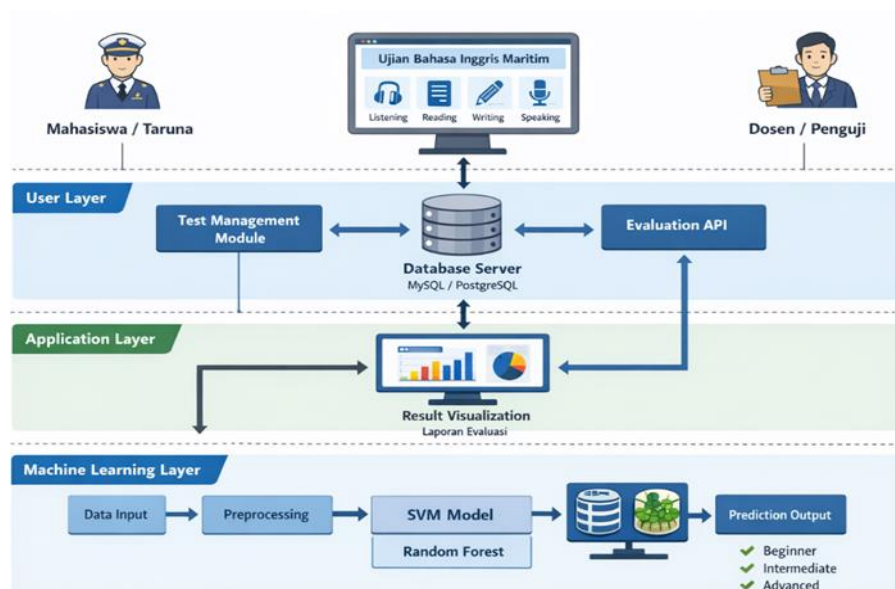 Ujian Bahasa Inggris Maritim
Listening
Reading
Writing
Speaking
Mahasiswa / Taruna
Dosen / Penguji
User Layer
Test Management
Module
Evaluation API
Database Server
MySQL / PostgreSQL
Application Layer
Result Visualization
Laporan Evaluasi
Machine Learning Layer
Data Input
Preprocessing
SVM Model
Random Forest
Prediction Output
Beginner
Intermediate
Advanced